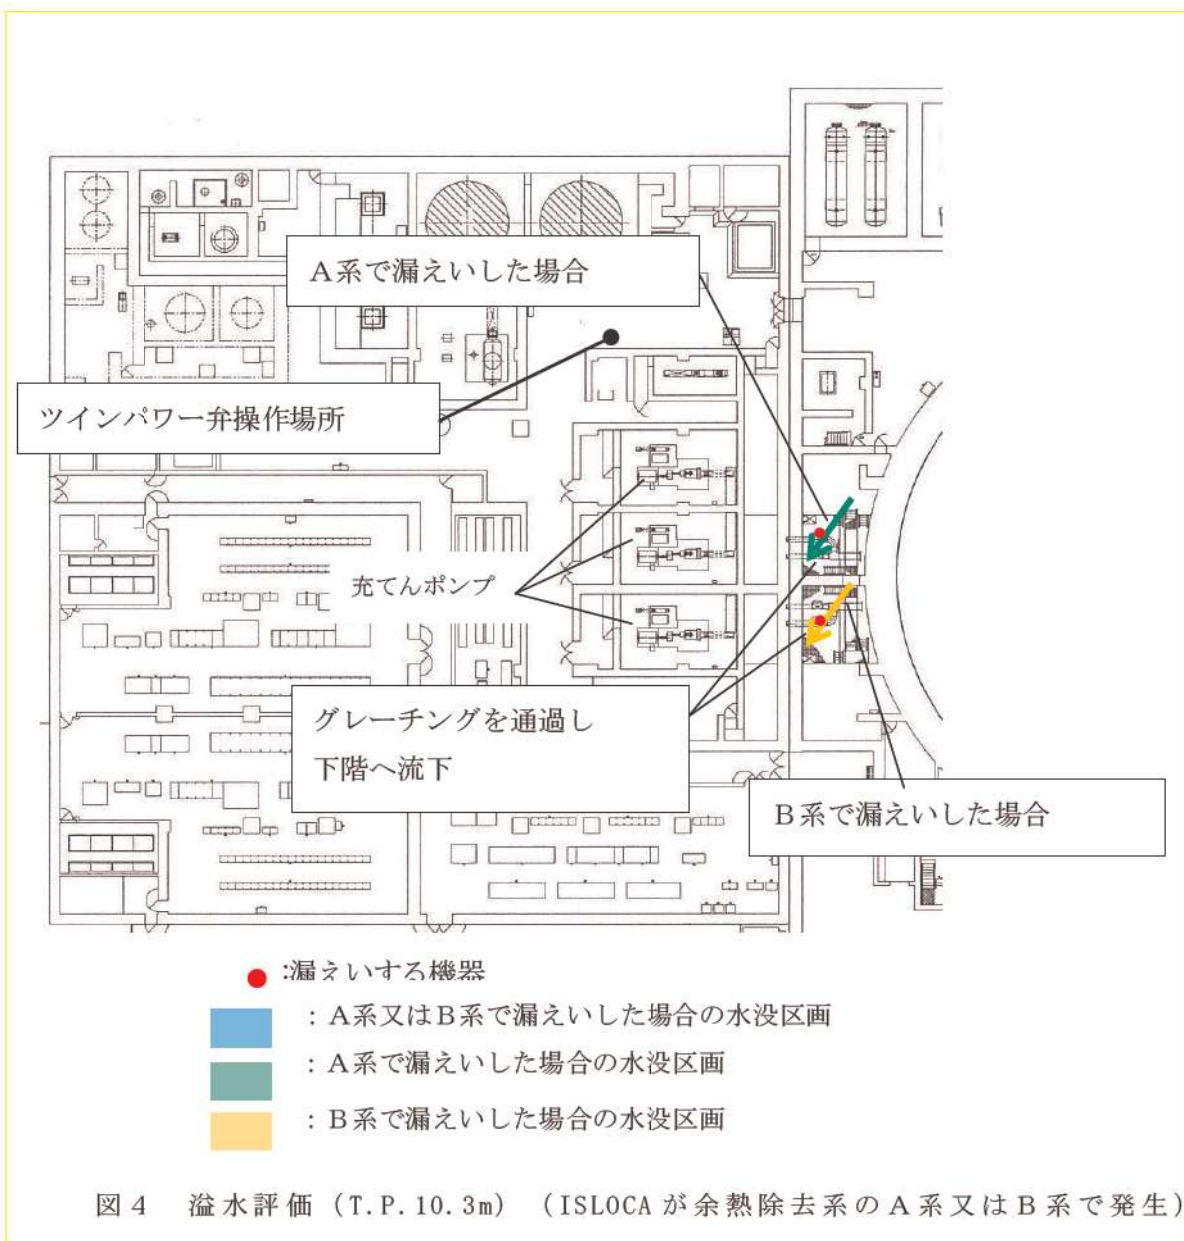 A系で漏えいした場合
ツインパワー弁操作場所
充てんポンプ
グレーチングを通過し
下階へ流下
B系で漏えいした場合
:漏えいする機器
:A系又はB系で漏えいした場合の水没区画
:A系で漏えいした場合の水没区画
:B系で漏えいした場合の水没区画
図4 溢水評価 (T.P.10.3m) (ISLOCAが余熱除去系のA系又はB系で発生)